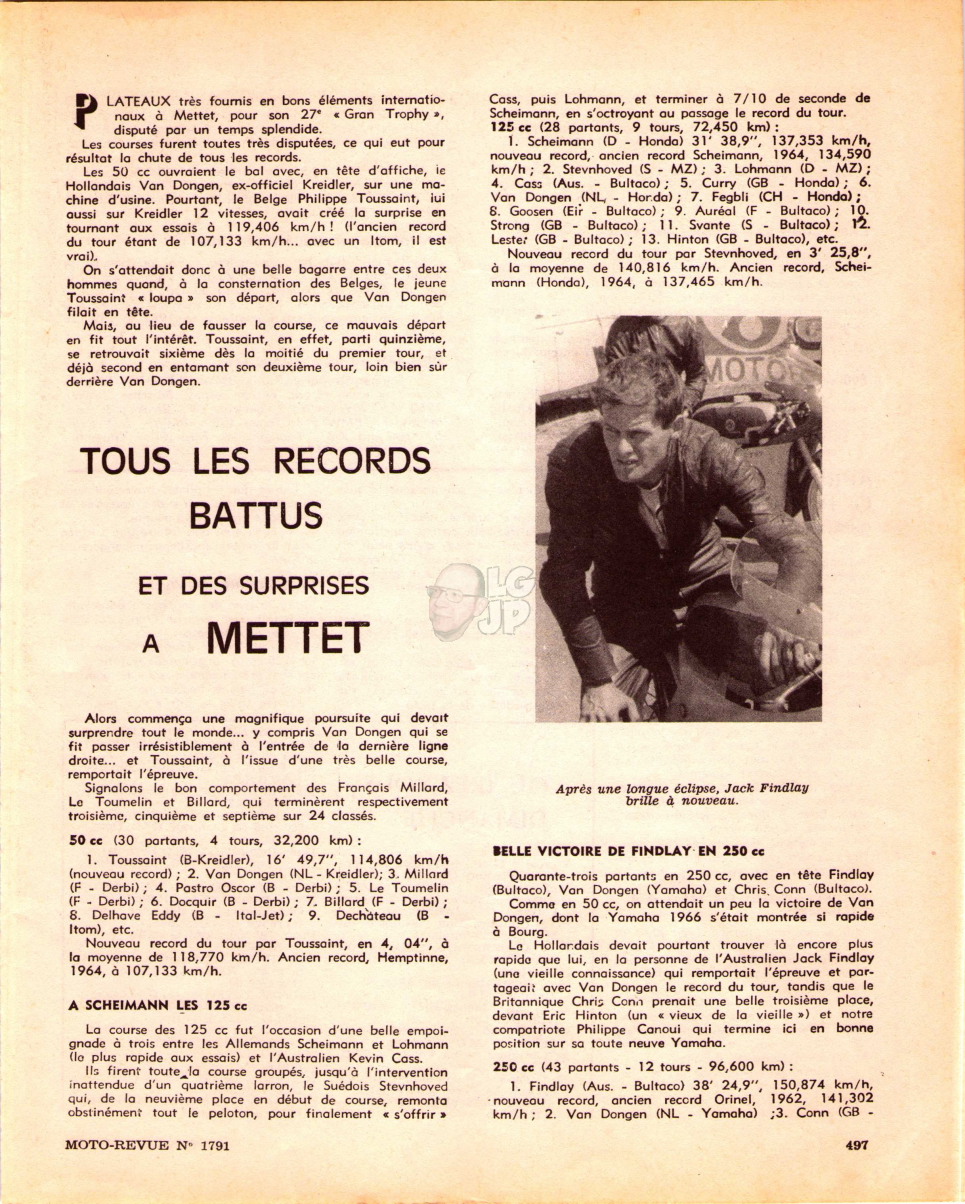 PLATEAUX très fournis en bons éléments internatio-
naux à Mettet, pour son 27e « Gran Trophy »,
disputé par un temps splendide.
Les courses furent toutes très disputées, ce qui eut pour
résultat la chute de tous les records.
Les 50 cc ouvraient le bal avec, en tête d'affiche, le
Hollandais Van Dongen, ex-officiel Kreidler, sur une ma-
chine d'usine. Pourtant, le Belge Philippe Toussaint, lui
aussi sur Kreidler 12 vitesses, avait créé la surprise en
tournant aux essais à 119,406 km/h ! (l'ancien record
du tour étant de 107,133 km/h... avec un Itom, il est
vrai).
On s'attendait donc à une belle bagarre entre ces deux
hommes quand, à la consternation des Belges, le jeune
Toussaint « loupa » son départ, alors que Van Dongen
filait en tête.
Mais, au lieu de fausser la course, ce mauvais départ
en fit tout l'intérêt. Toussaint, en effet, parti quinzième,
se retrouvait sixième dès la moitié du premier tour, et
déjà second en entamant son deuxième tour, loin bien sûr
derrière Van Dongen.
TOUS LES RECORDS
BATTUS
ET DES SURPRISES
A METTET
Alors commença une magnifique poursuite qui devait
surprendre tout le monde... y compris Van Dongen qui se
fit passer irrésistiblement à l'entrée de la dernière ligne
droite... et Toussaint, à l'issue d'une très belle course,
remportait l'épreuve.
Signalons le bon comportement des Français Millard,
Le Toumelin et Billard, qui terminèrent respectivement
troisième, cinquième et septième sur 24 classés.
50 cc (30 partants, 4 tours, 32,200 km) :
1. Toussaint (B-Kreidler), 16' 49,7'', 114,806 km/h
(nouveau record) ; 2. Van Dongen (NL - Kreidler); 3. Millard
(F - Derbi) ; 4. Pastro Oscor (B - Derbi) ; 5. Le Toumelin
(F - Derbi) ; 6. Docquir (B - Derbi) ; 7. Billard (F - Derbi) ;
8. Delhave Eddy (B - Ital-Jet) ; 9. Dechâteau (B -
Itom), etc.
Nouveau record du tour par Toussaint, en 4, 04'', à
la moyenne de 118,770 km/h. Ancien record, Hemptinne,
1964, à 107,133 km/h.
A SCHEIMANN LES 125 cc
La course des 125 cc fut l'occasion d'une belle empoi-
gnade à trois entre les Allemands Scheimann et Lohmann
(le plus rapide aux essais) et l'Australien Kevin Cass.
Ils firent toute la course groupés, jusqu'à l'intervention
inattendue d'un quatrième larron, le Suédois Stevnhoved
qui, de la neuvième place en début de course, remonta
obstinément tout le peloton, pour finalement « s'offrir »
Cass, puis Lohmann, et terminer à 7/10 de seconde de
Scheimann, en s'octroyant au passage le record du tour.
125 cc (28 partants, 9 tours, 72,450 km) :
1. Scheimann (D - Honda) 31' 38,9'', 137,353 km/h,
nouveau record, ancien record Scheimann, 1964, 134,590
km/h ; 2. Stevnhoved (S - MZ) ; 3. Lohmann (D - MZ) ;
4. Cass (Aus. - Bultaco) ; 5. Curry (GB - Honda) ; 6.
Van Dongen (NL - Honda) ; 7. Fegbli (CH - Honda) ;
8. Goosen (Eir - Bultaco) ; 9. Auréal (F - Bultaco) ; 10.
Strong (GB - Bultaco) ; 11. Svante (S - Bultaco) ; 12.
Lester (GB - Bultaco) ; 13. Hinton (GB - Bultaco), etc.
Nouveau record du tour par Stevnhoved, en 3' 25,8'',
à la moyenne de 140,816 km/h. Ancien record, Schei-
mann (Honda), 1964, à 137,465 km/h.
MOTO
LG
JP
Après une longue éclipse, Jack Findlay
brille à nouveau.
BELLE VICTOIRE DE FINDLAY EN 250 cc
Quarante-trois partants en 250 cc, avec en tête Findlay
(Bultaco), Van Dongen (Yamaha) et Chris Conn (Bultaco).
Comme en 50 cc, on attendait un peu la victoire de Van
Dongen, dont la Yamaha 1966 s'était montrée si rapide
à Bourg.
Le Hollandais devait pourtant trouver là encore plus
rapide que lui, en la personne de l'Australien Jack Findlay
(une vieille connaissance) qui remportait l'épreuve et par-
tageait avec Van Dongen le record du tour, tandis que le
Britannique Chris Conn prenait une belle troisième place,
devant Eric Hinton (un « vieux de la vieille ») et notre
compatriote Philippe Canoui qui termine ici en bonne
position sur sa toute neuve Yamaha.
250 cc (43 partants - 12 tours - 96,600 km) :
1. Findlay (Aus. - Bultaco) 38' 24,9'', 150,874 km/h,
nouveau record, ancien record Orinel, 1962, 141,302
km/h ; 2. Van Dongen (NL - Yamaha) ;3. Conn (GB -
MOTO-REVUE N° 1791
497